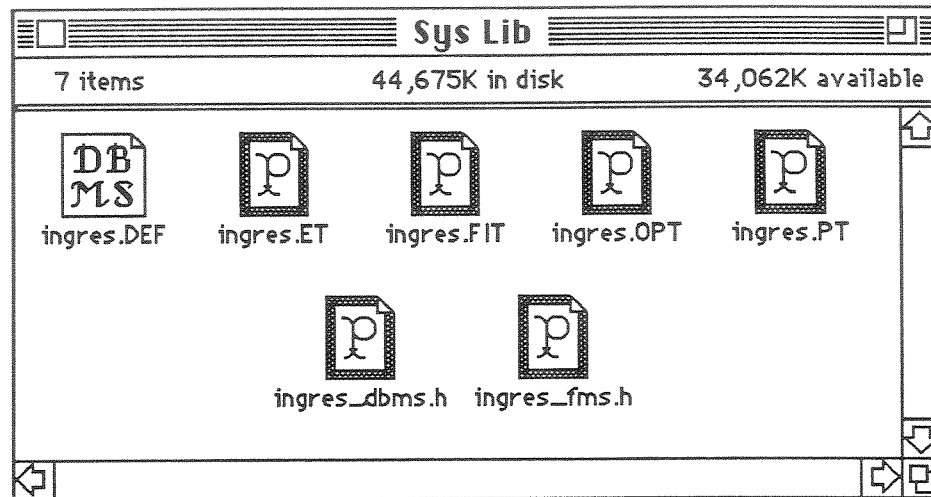 Sys Lib
7 items 44,675K in disk 34,062K available
DB
MS
p p p p
ingres.DEF ingres.ET ingres.FIT ingres.OPT ingres.PT
p p
ingres_dbms.h ingres_fms.h